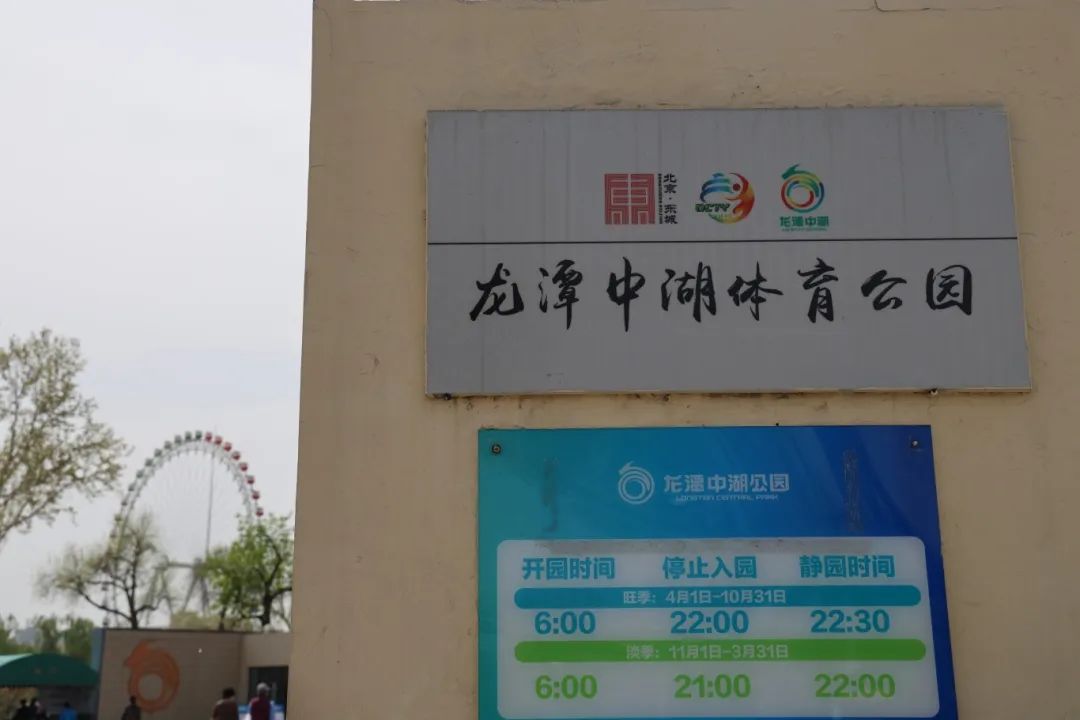 東
北京·东城
DCTY
龙潭中湖
龙潭中湖体育公园
龙潭中湖公园
LONGTAN CENTRAL PARK
开园时间 停止入园 静园时间
旺季：4月1日-10月31日
6:00 22:00 22:30
淡季：11月1日-3月31日
6:00 21:00 22:00